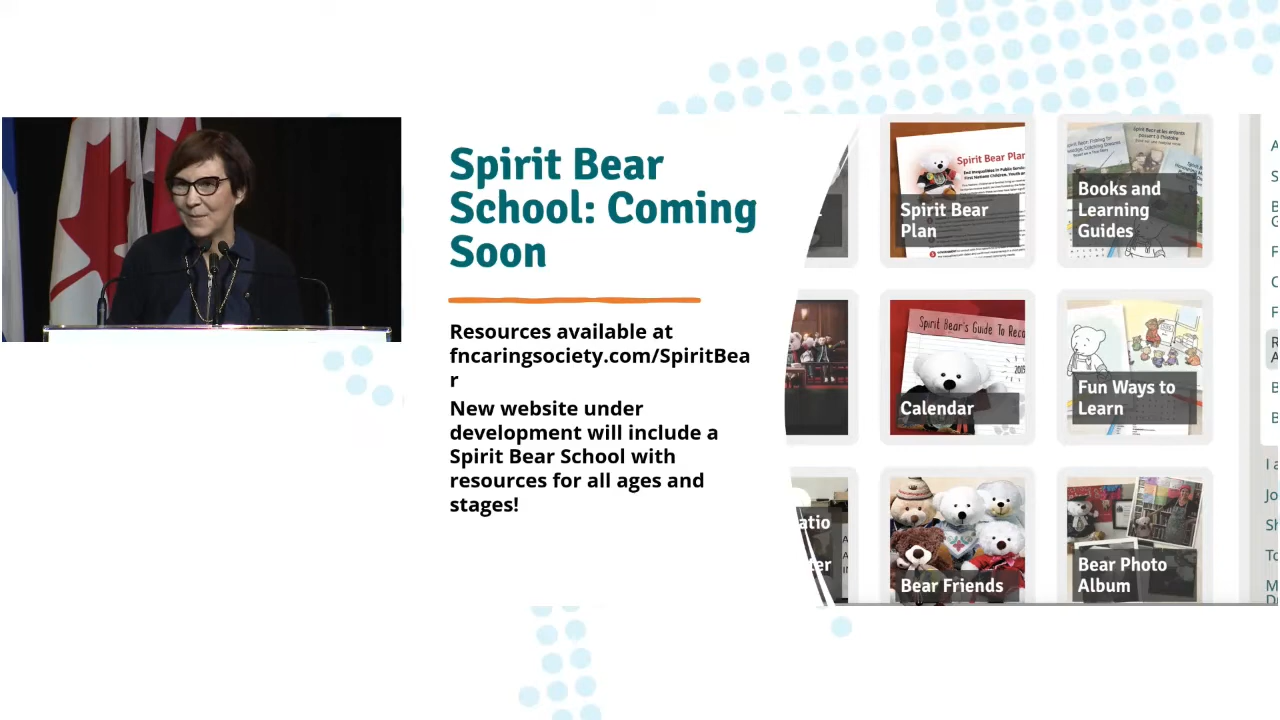 Spirit Bear
School: Coming
Soon
Resources available at
fncaringsociety.com/SpiritBea
r
New website under
development will include a
Spirit Bear School with
resources for all ages and
stages!
Spirit Bear Plan
Spirit Bear
Plan
Books and
Learning
Guides
Spirit Bear's Guide To Reco
Calendar
Fun Ways to
Learn
Bear Friends
Bear Photo
Album